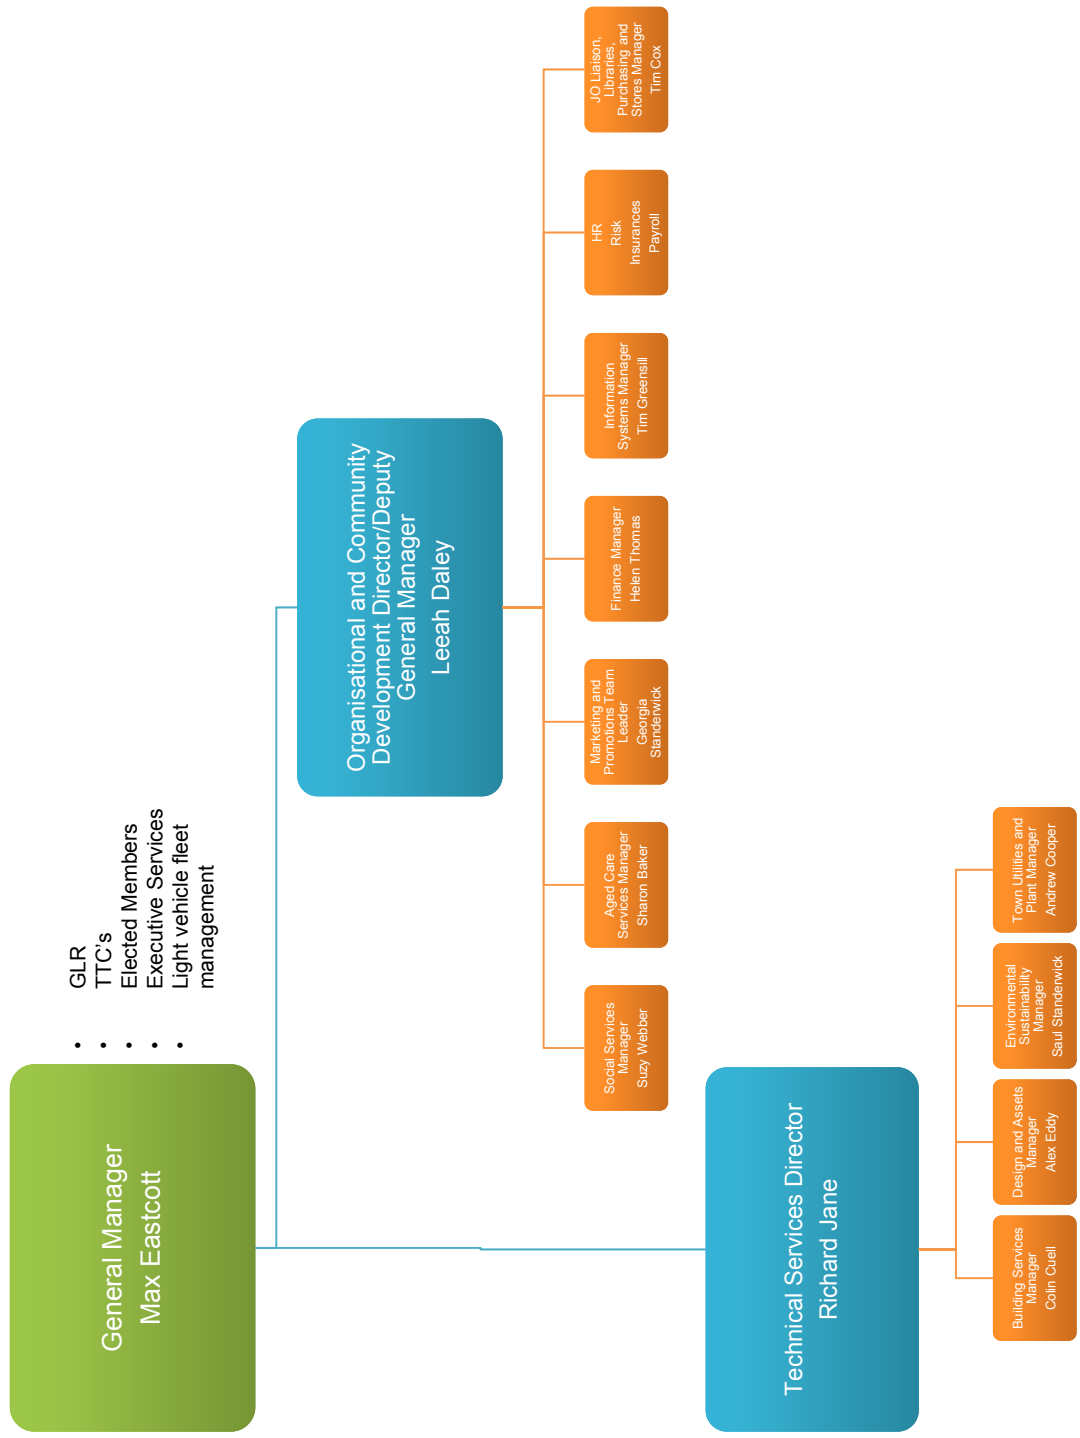 General Manager
Max Eastcott
• GLR
• TTC's
• Elected Members
• Executive Services
• Light vehicle fleet
management
Organisational and Community
Development Director/Deputy
General Manager
Leeah Daley
Social Services
Manager
Suzy Webber
Aged Care
Services Manager
Sharon Baker
Marketing and
Promotions Team
Leader
Georgia
Standerwick
Finance Manager
Helen Thomas
Information
Systems Manager
Tim Greensill
HR
Risk
Insurances
Payroll
JO Liaison,
Libraries,
Purchasing and
Stores Manager
Tim Cox
Technical Services Director
Richard Jane
Building Services
Manager
Colin Cuell
Design and Assets
Manager
Alex Eddy
Environmental
Sustainability
Manager
Saul Standerwick
Town Utilities and
Plant Manager
Andrew Cooper